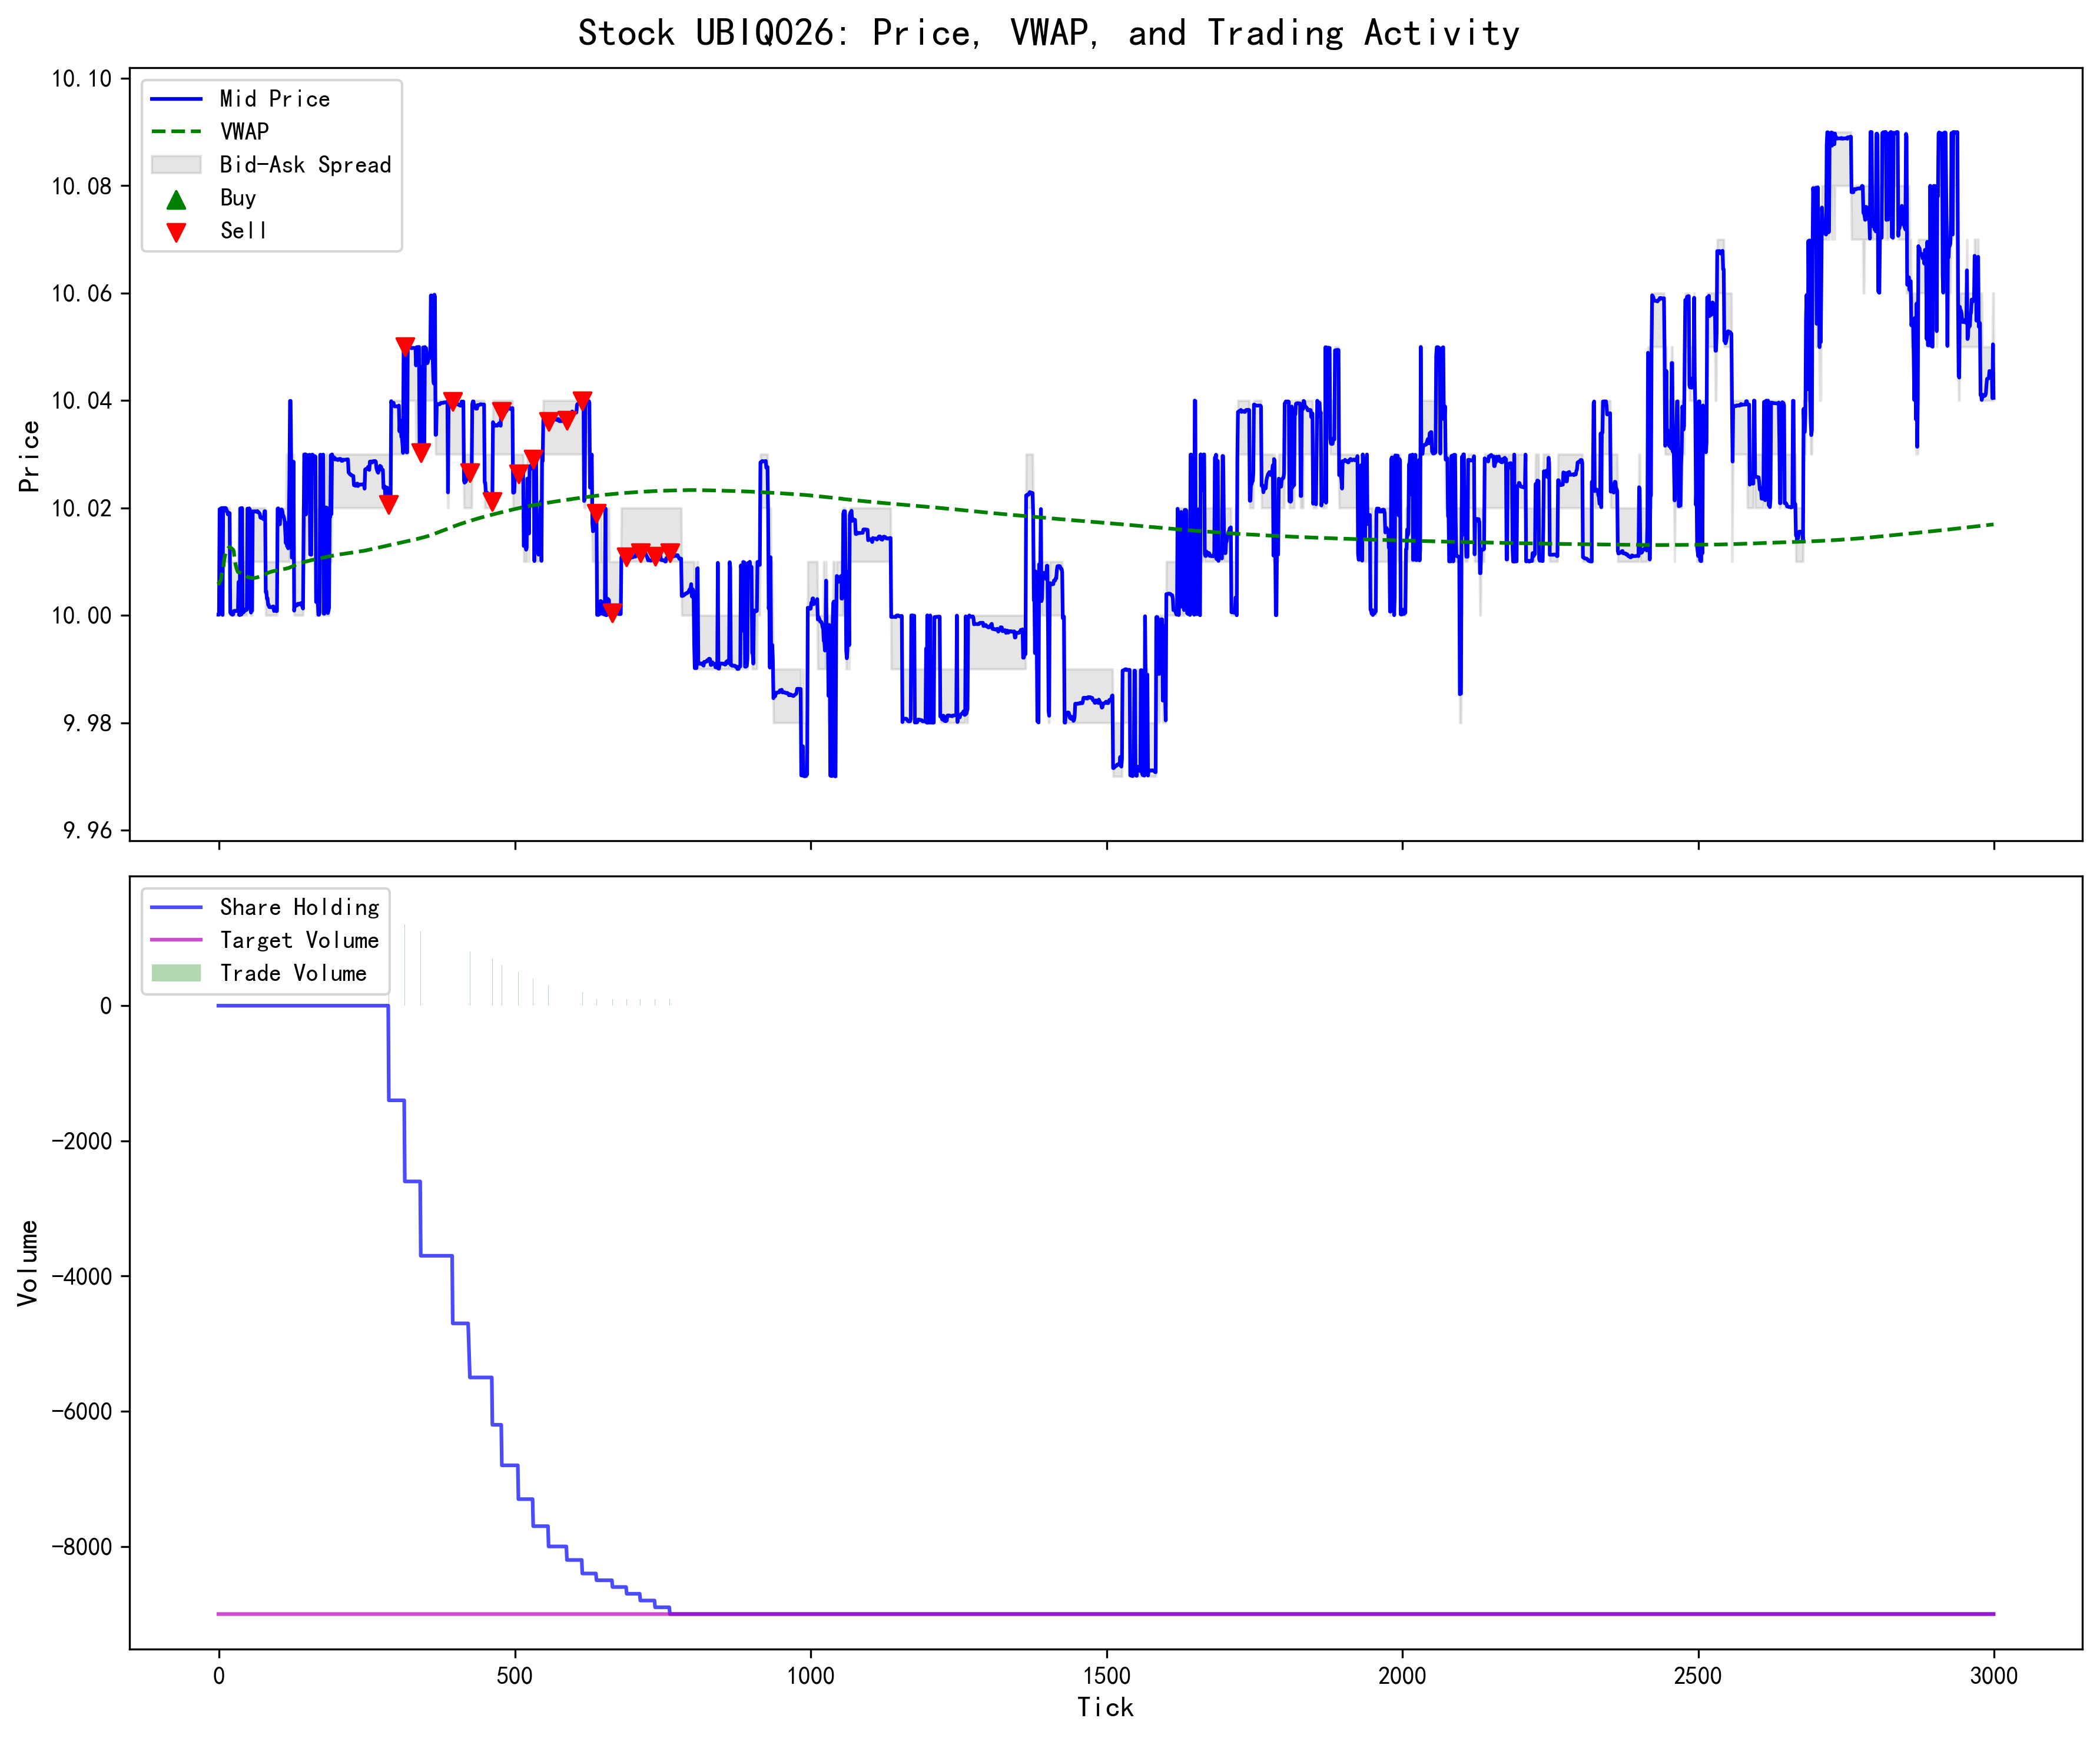 Stock UBIQ026: Price, VWAP, and Trading Activity
10.10
10.08
10.06
10.04
10.02
10.00
9.98
9.96
Price
Mid Price
VWAP
Bid-Ask Spread
Buy
Sell
Share Holding
Target Volume
Trade Volume
0
−2000
−4000
−6000
−8000
Volume
0
500
1000
1500
2000
2500
3000
Tick